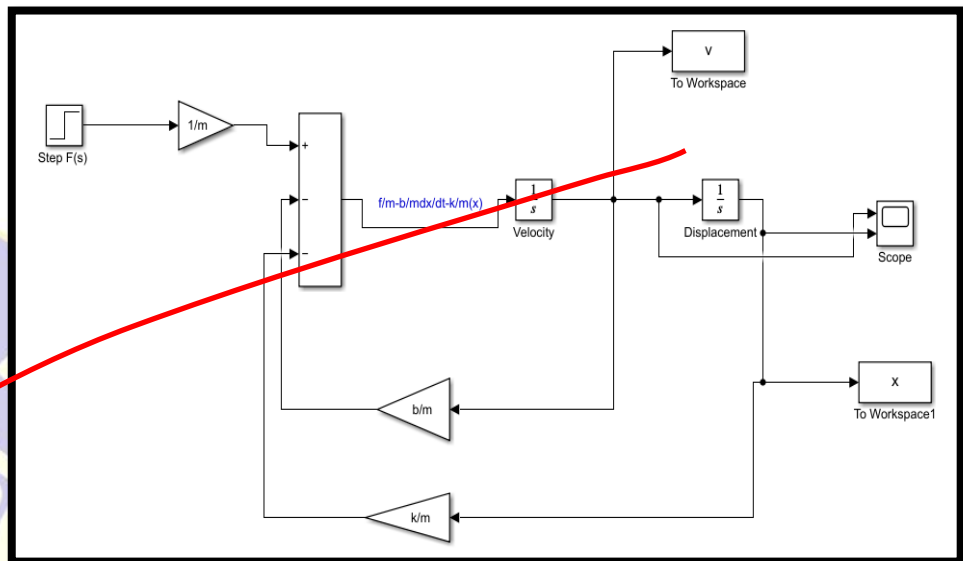 v
To Workspace
1/m
Step F(s)
+
−
−
f/m-b/mdx/dt-k/m(x)
1
s
Velocity
1
s
Displacement
Scope
x
To Workspace1
b/m
k/m